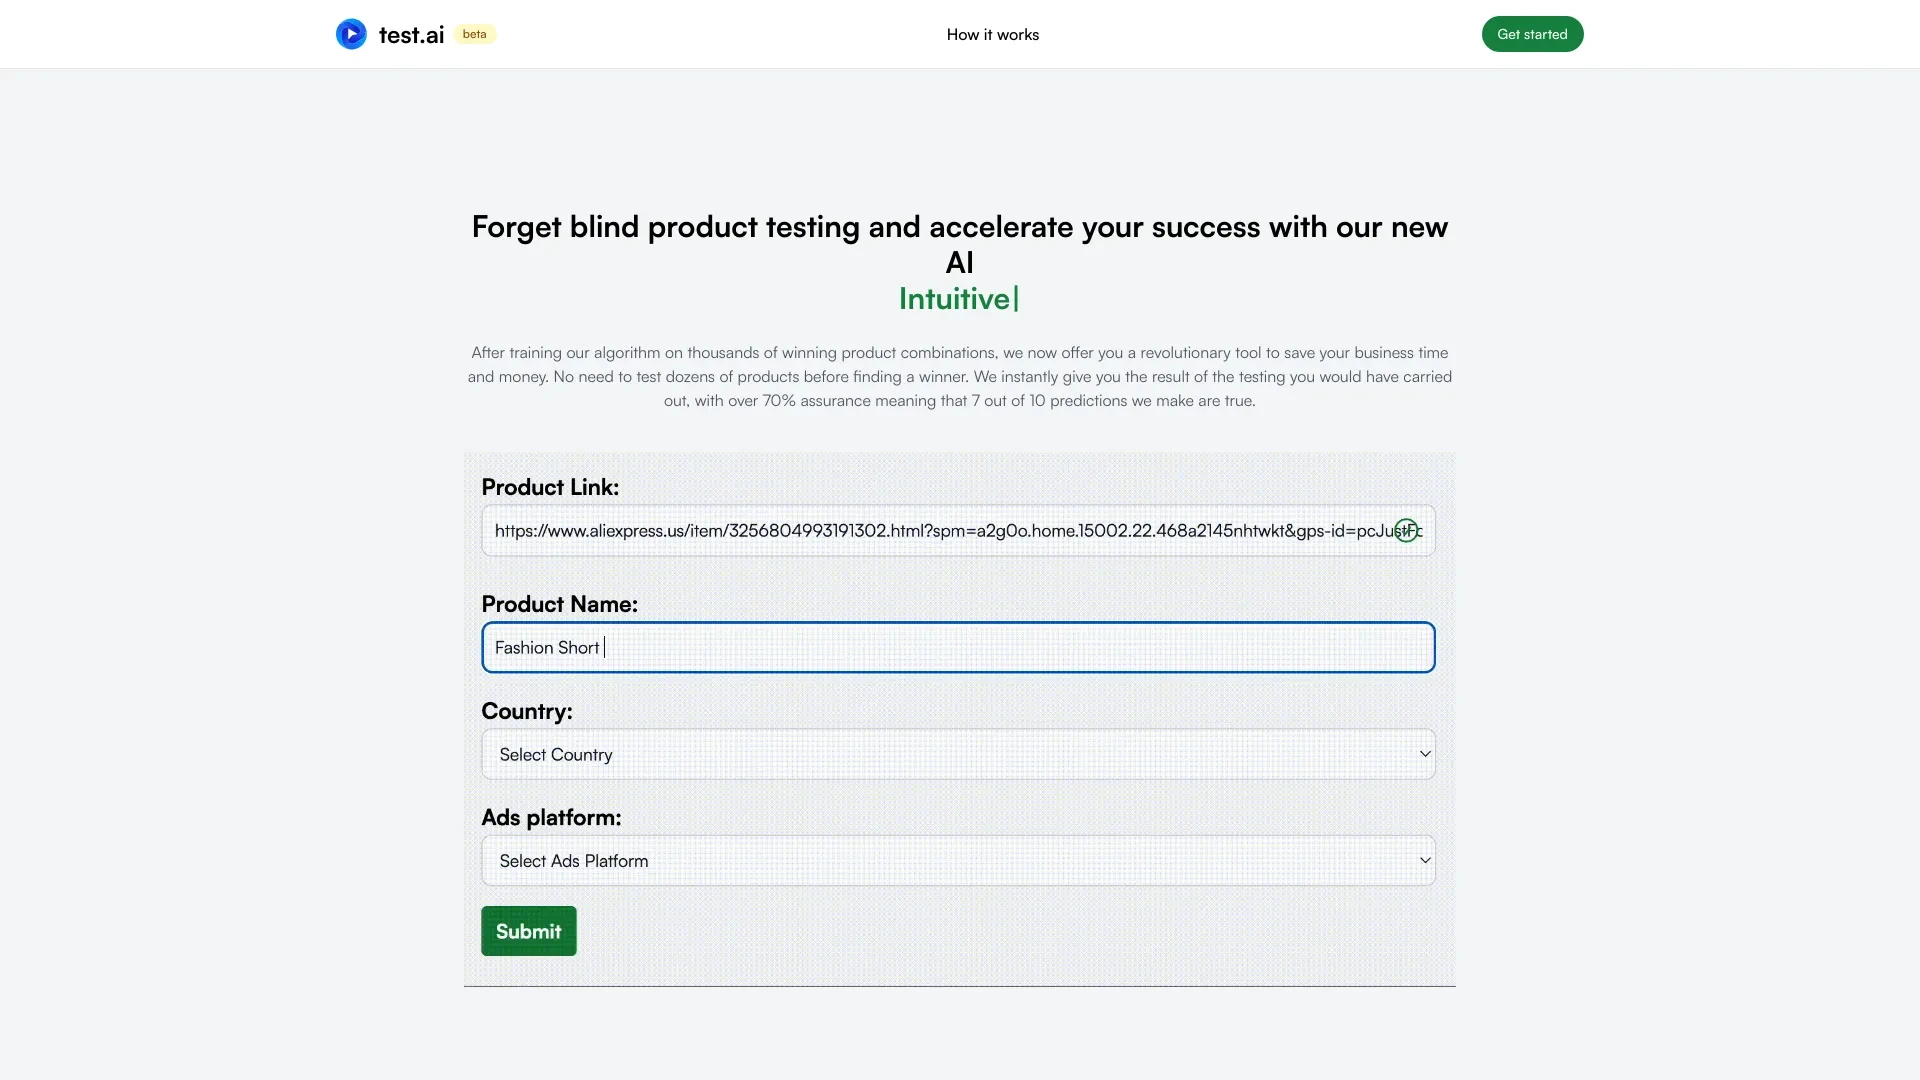 test.ai beta
How it works
Get started
Forget blind product testing and accelerate your success with our new
AI
Intuitive|
After training our algorithm on thousands of winning product combinations, we now offer you a revolutionary tool to save your business time
and money. No need to test dozens of products before finding a winner. We instantly give you the result of the testing you would have carried
out, with over 70% assurance meaning that 7 out of 10 predictions we make are true.
Product Link:
https://www.aliexpress.us/item/3256804993191302.html?spm=a2g0o.home.15002.22.468a2145nhtwkt&gps-id=pcJustFo
Product Name:
Fashion Short
Country:
Select Country
Ads platform:
Select Ads Platform
Submit